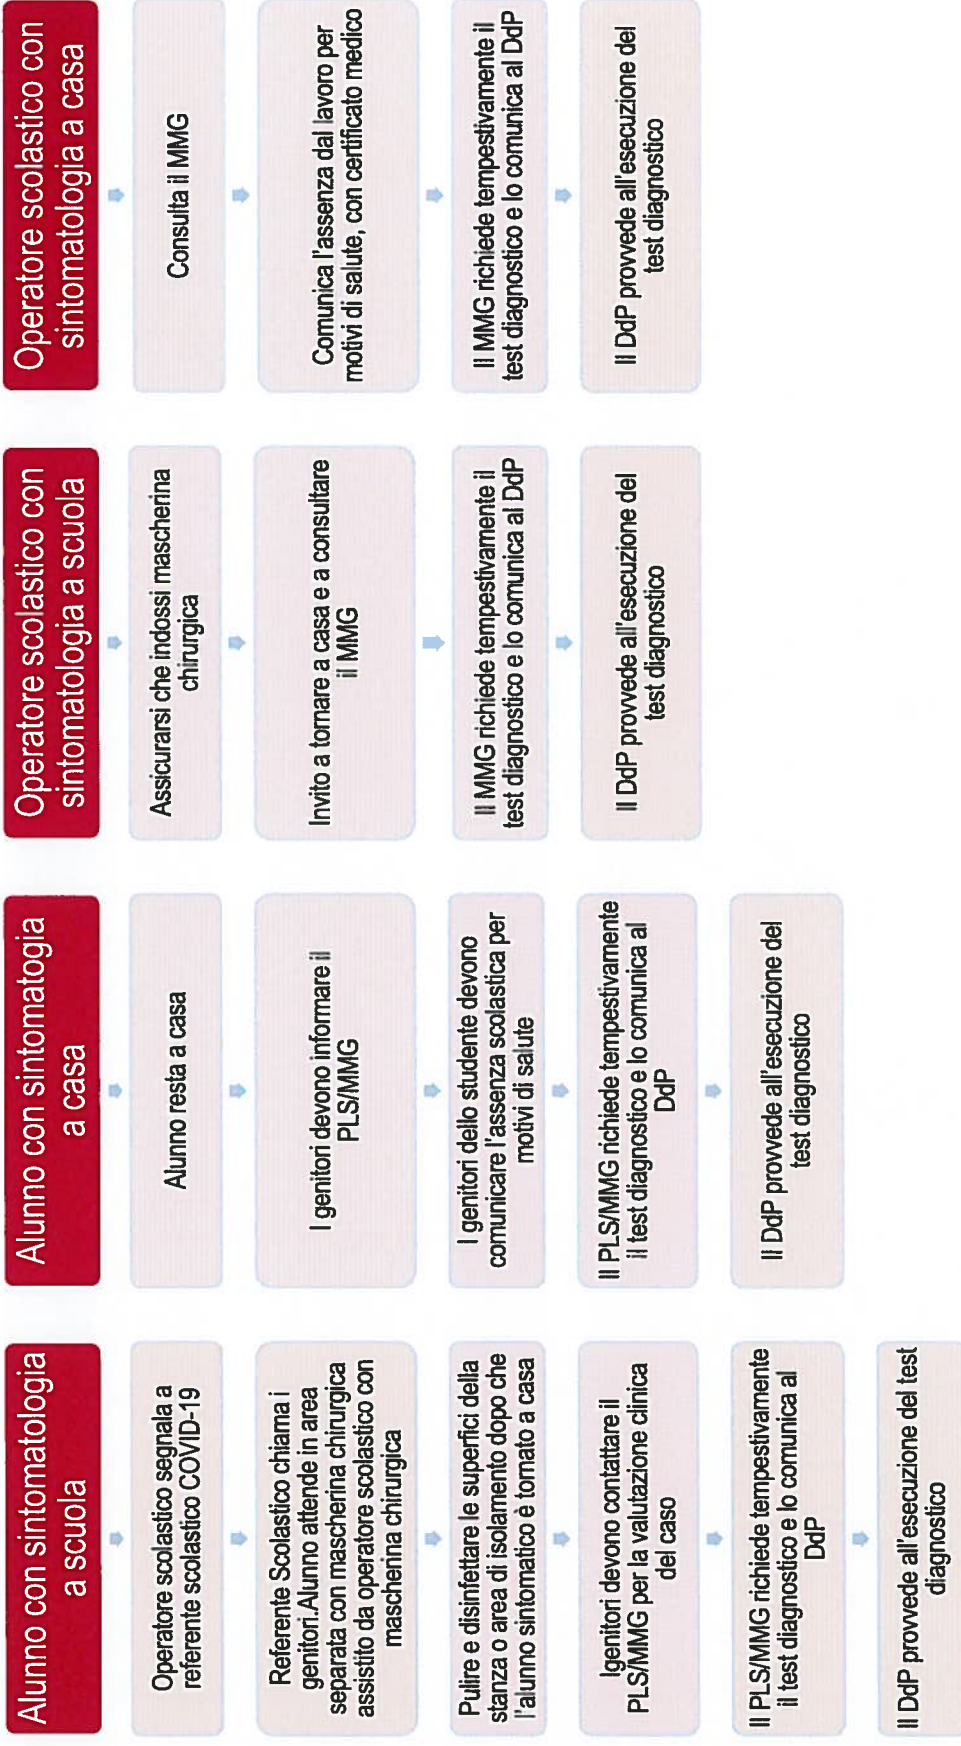 Alunno con sintomatologia
a scuola
Operatore scolastico segnala a
referente scolastico COVID-19
Referente Scolastico chiama i
genitori.Alunno attende in area
separata con mascherina chirurgica
assistito da operatore scolastico con
mascherina chirurgica
Pulire e disinfettare le superfici della
stanza o area di isolamento dopo che
l'alunno sintomatico è tornato a casa
Igenitori devono contattare il
PLS/MMG per la valutazione clinica
del caso
Il PLS/MMG richiede tempestivamente
il test diagnostico e lo comunica al
DdP
Il DdP provvede all'esecuzione del test
diagnostico
Alunno con sintomatogia
a casa
Alunno resta a casa
I genitori devono informare il
PLS/MMG
I genitori dello studente devono
comunicare l'assenza scolastica per
motivi di salute
Il PLS/MMG richiede tempestivamente
il test diagnostico e lo comunica al
DdP
Il DdP provvede all'esecuzione del
test diagnostico
Operatore scolastico con
sintomatologia a scuola
Assicurarsi che indossi mascherina
chirurgica
Invito a tornare a casa e a consultare
il MMG
Il MMG richiede tempestivamente il
test diagnostico e lo comunica al DdP
Il DdP provvede all'esecuzione del
test diagnostico
Operatore scolastico con
sintomatologia a casa
Consulta il MMG
Comunica l'assenza dal lavoro per
motivi di salute, con certificato medico
Il MMG richiede tempestivamente il
test diagnostico e lo comunica al DdP
Il DdP provvede all'esecuzione del
test diagnostico